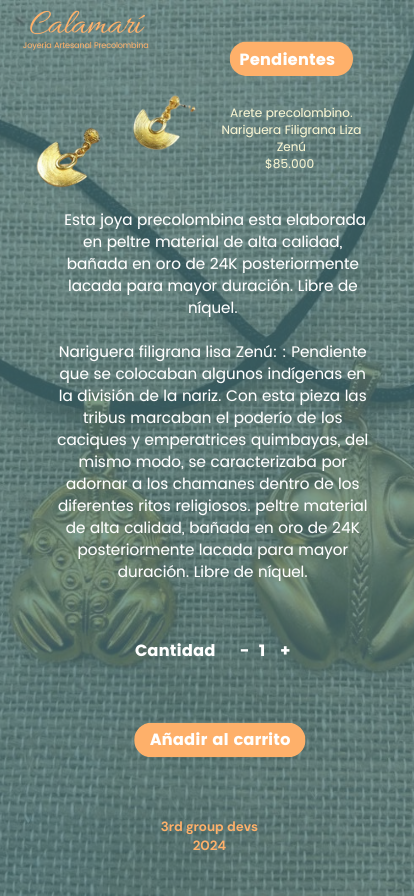 Calamarí
Joyería Artesanal Precolombina
Pendientes
Arete precolombino.
Nariguera Filigrana Liza
Zenú
$85.000
Esta joya precolombina esta elaborada
en peltre material de alta calidad,
bañada en oro de 24K posteriormente
lacada para mayor duración. Libre de
níquel.
Nariguera filigrana lisa Zenú: : Pendiente
que se colocaban algunos indígenas en
la división de la nariz. Con esta pieza las
tribus marcaban el poderío de los
caciques y emperatrices quimbayas, del
mismo modo, se caracterizaba por
adornar a los chamanes dentro de los
diferentes ritos religiosos. peltre material
de alta calidad, bañada en oro de 24K
posteriormente lacada para mayor
duración. Libre de níquel.
Cantidad - 1 +
Añadir al carrito
3rd group devs
2024